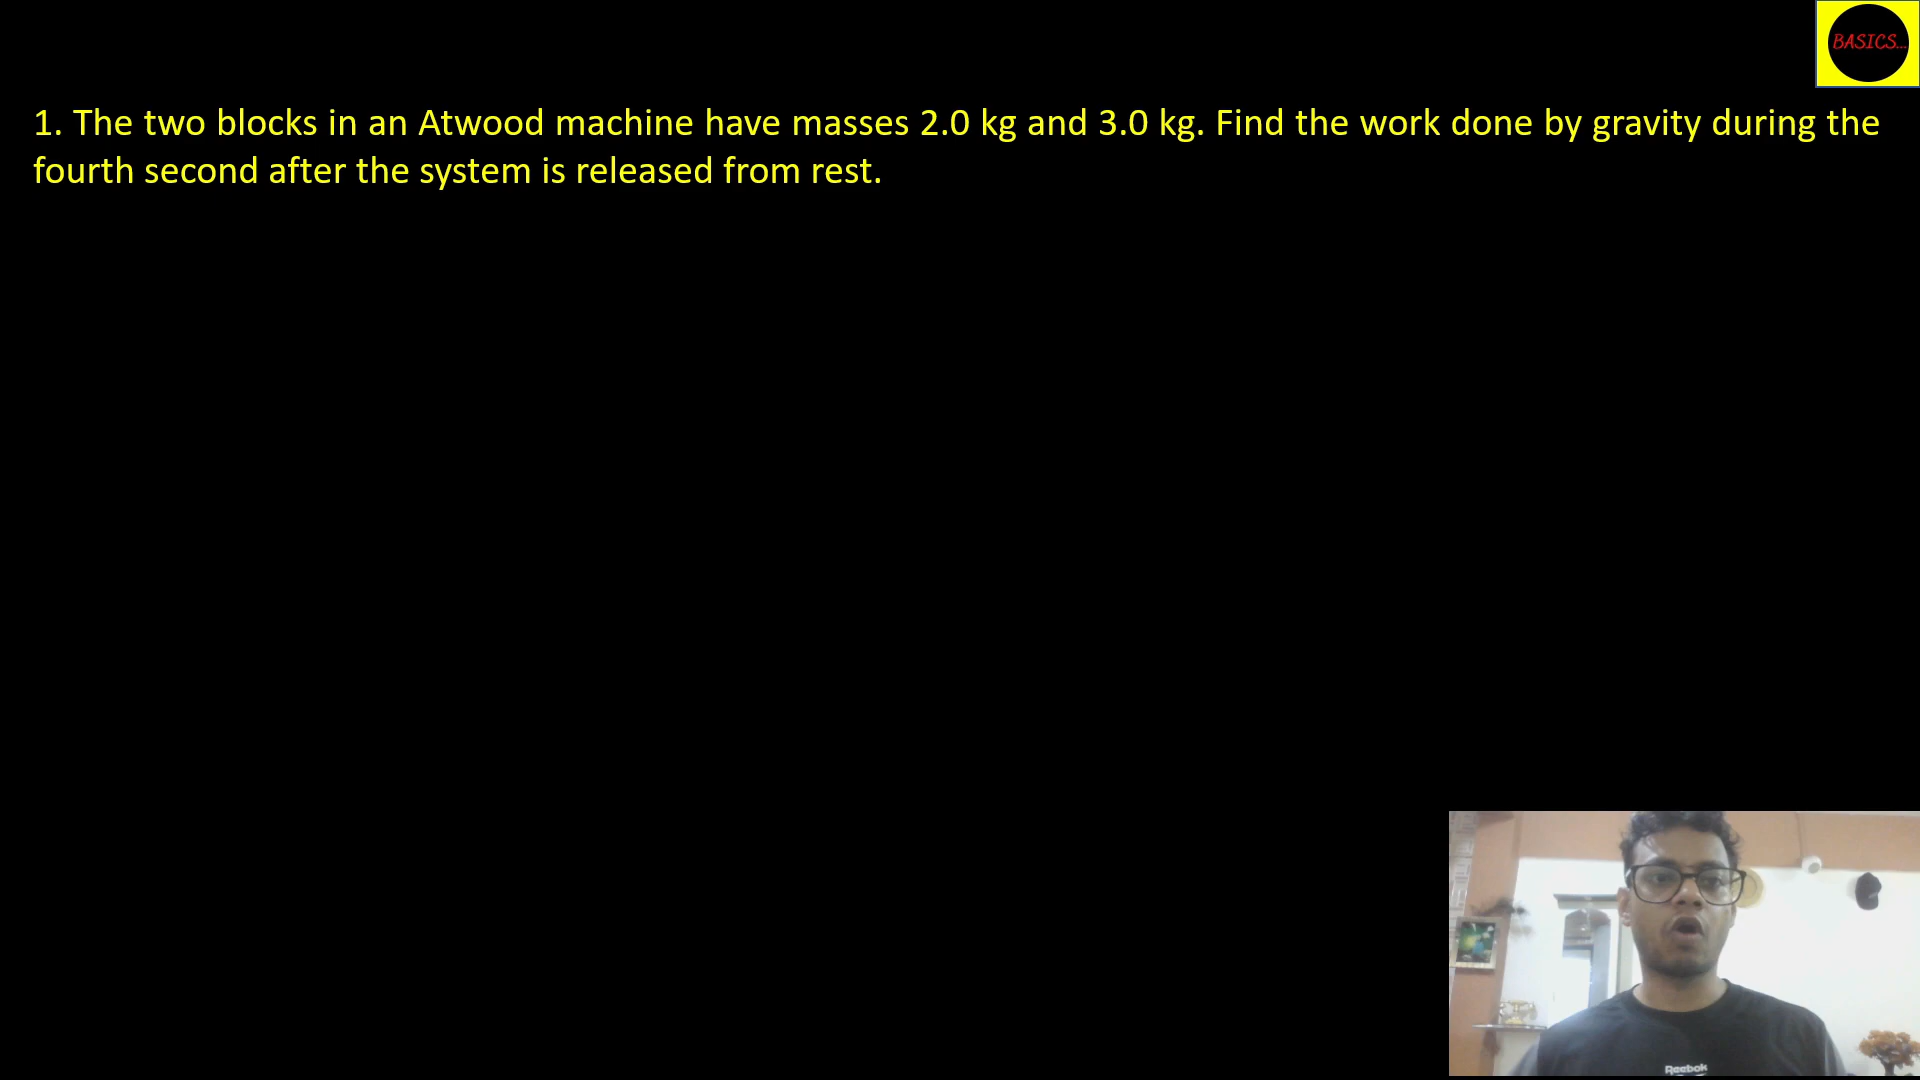 BASICS...
1. The two blocks in an Atwood machine have masses 2.0 kg and 3.0 kg. Find the work done by gravity during the
fourth second after the system is released from rest.
Reebok